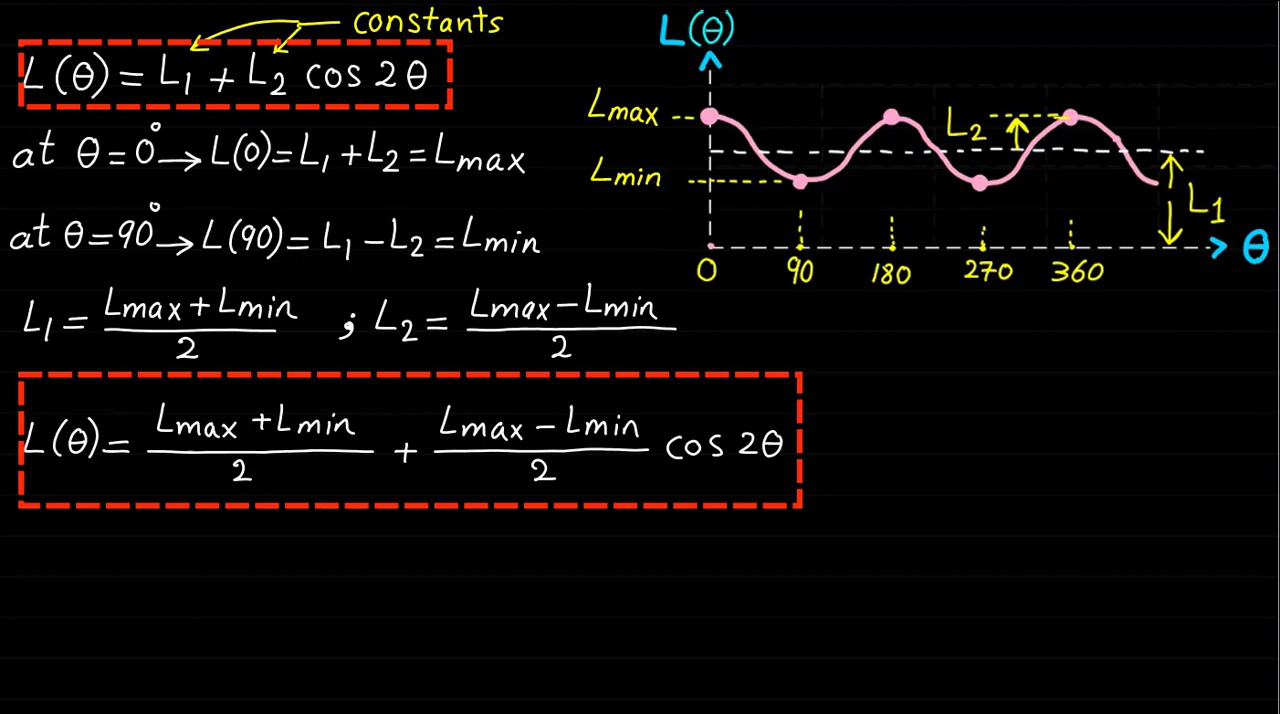 constants
L(θ) = L₁ + L₂ cos 2θ
at θ = 0° → L(0) = L₁ + L₂ = Lmax
at θ = 90° → L(90) = L₁ − L₂ = Lmin
L₁ = (Lmax + Lmin)/2 ; L₂ = (Lmax − Lmin)/2
L(θ) = (Lmax + Lmin)/2 + (Lmax − Lmin)/2 cos 2θ
L(θ)
Lmax
L₂
Lmin
L₁
θ
0 90 180 270 360